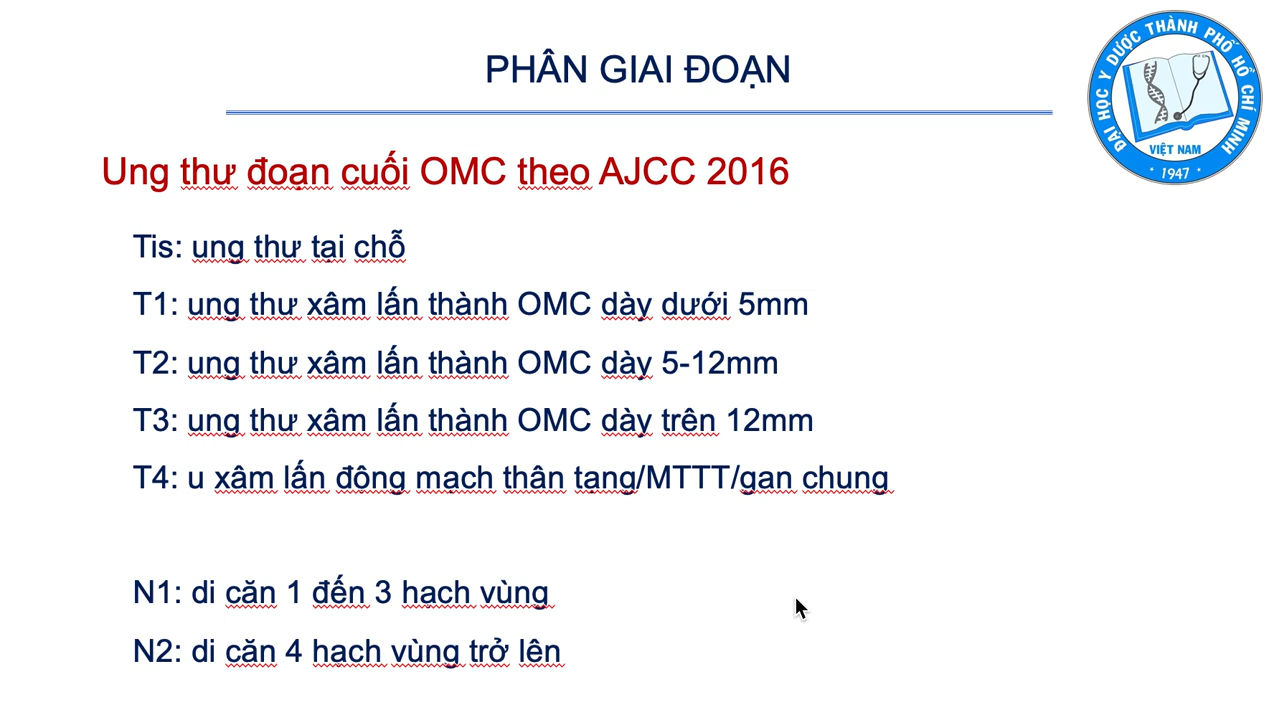 PHÂN GIAI ĐOẠN
ĐẠI HỌC Y DƯỢC THÀNH PHỐ HỒ CHÍ MINH
VIỆT NAM
1947
Ung thư đoạn cuối OMC theo AJCC 2016
Tis: ung thư tại chỗ
T1: ung thư xâm lấn thành OMC dày dưới 5mm
T2: ung thư xâm lấn thành OMC dày 5-12mm
T3: ung thư xâm lấn thành OMC dày trên 12mm
T4: u xâm lấn động mạch thân tạng/MTTT/gan chung
N1: di căn 1 đến 3 hạch vùng
N2: di căn 4 hạch vùng trở lên